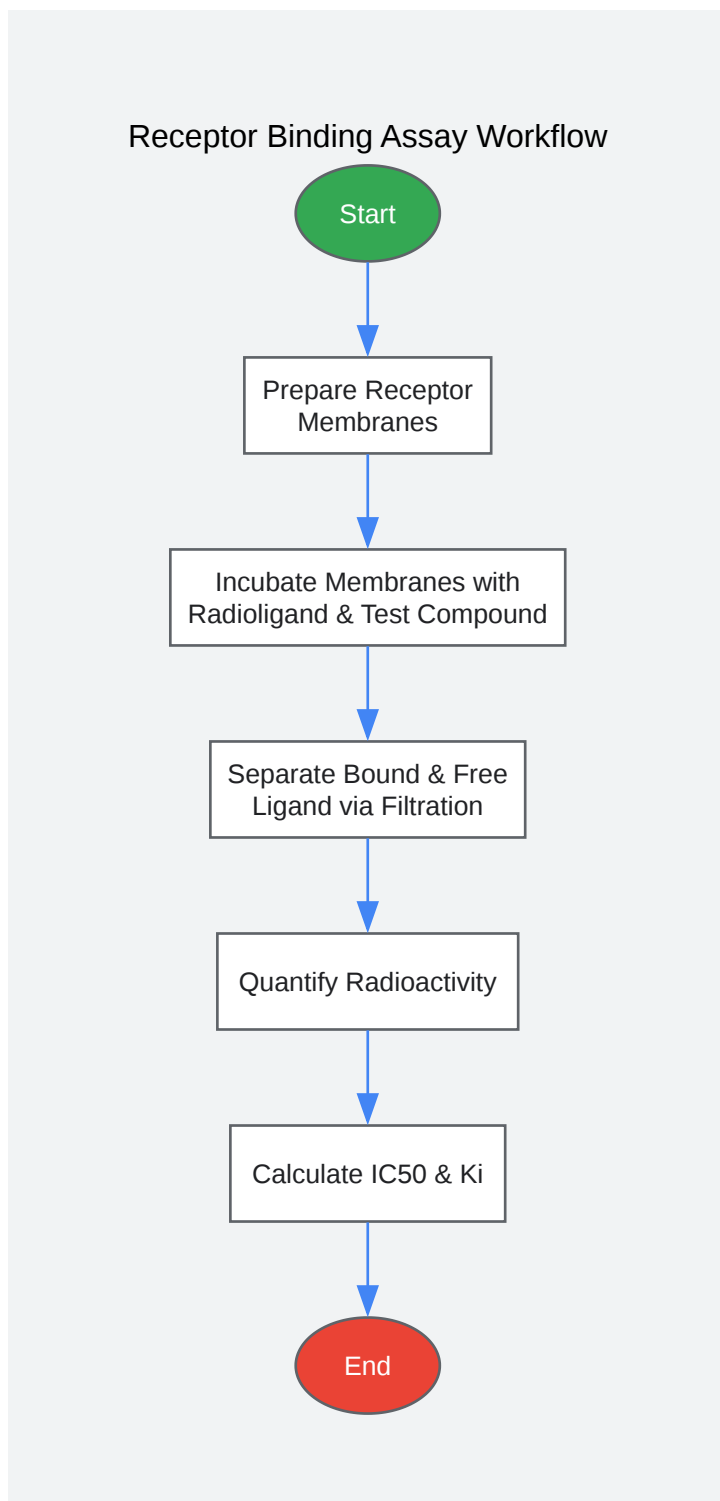 Receptor Binding Assay Workflow
Start
Prepare Receptor
Membranes
Incubate Membranes with
Radioligand & Test Compound
Separate Bound & Free
Ligand via Filtration
Quantify Radioactivity
Calculate IC50 & Ki
End